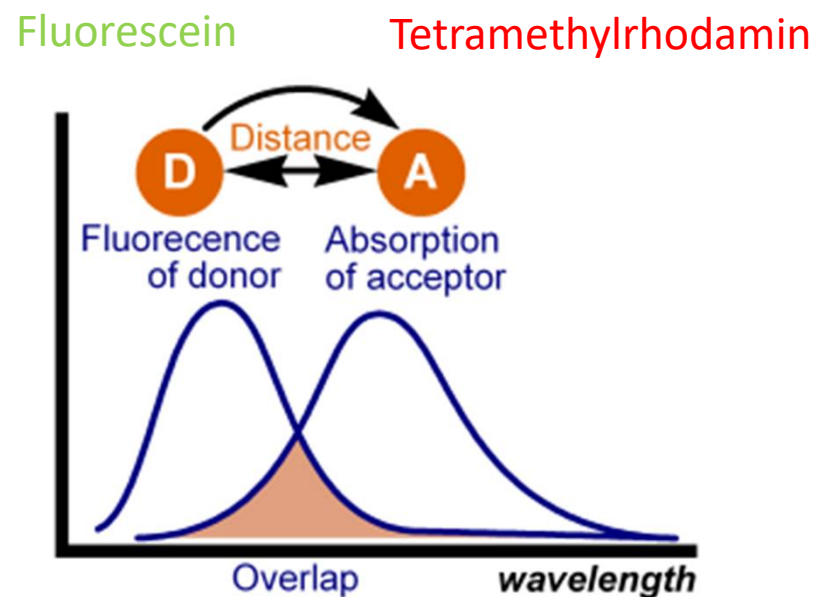 Fluorescein
Tetramethylrhodamin
Distance
D
A
Fluorecence
of donor
Absorption
of acceptor
Overlap
wavelength